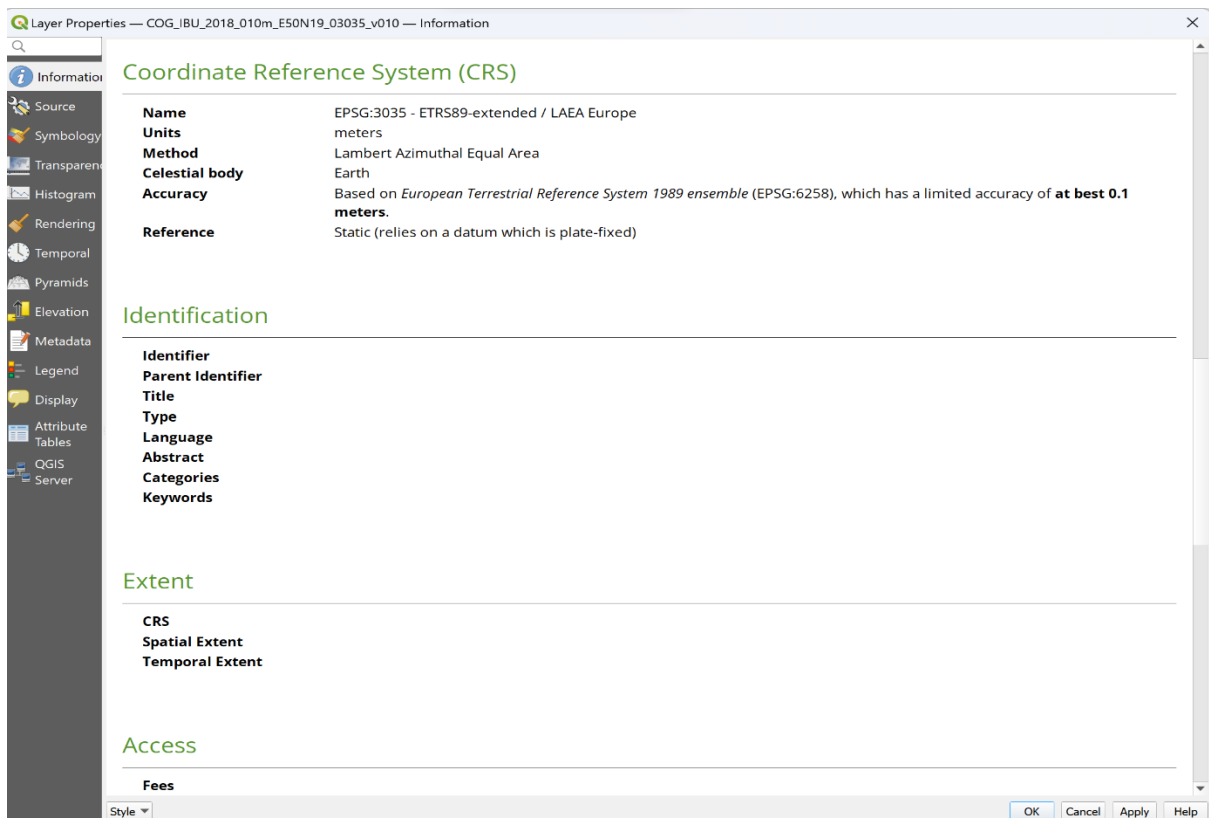 Layer Properties — COG_IBU_2018_010m_E50N19_03035_v010 — Information
Information
Source
Symbology
Transparen
Histogram
Rendering
Temporal
Pyramids
Elevation
Metadata
Legend
Display
Attribute
Tables
QGIS
Server
Coordinate Reference System (CRS)
Name EPSG:3035 - ETRS89-extended / LAEA Europe
Units meters
Method Lambert Azimuthal Equal Area
Celestial body Earth
Accuracy Based on European Terrestrial Reference System 1989 ensemble (EPSG:6258), which has a limited accuracy of at best 0.1
meters.
Reference Static (relies on a datum which is plate-fixed)
Identification
Identifier
Parent Identifier
Title
Type
Language
Abstract
Categories
Keywords
Extent
CRS
Spatial Extent
Temporal Extent
Access
Fees
Style
OK Cancel Apply Help